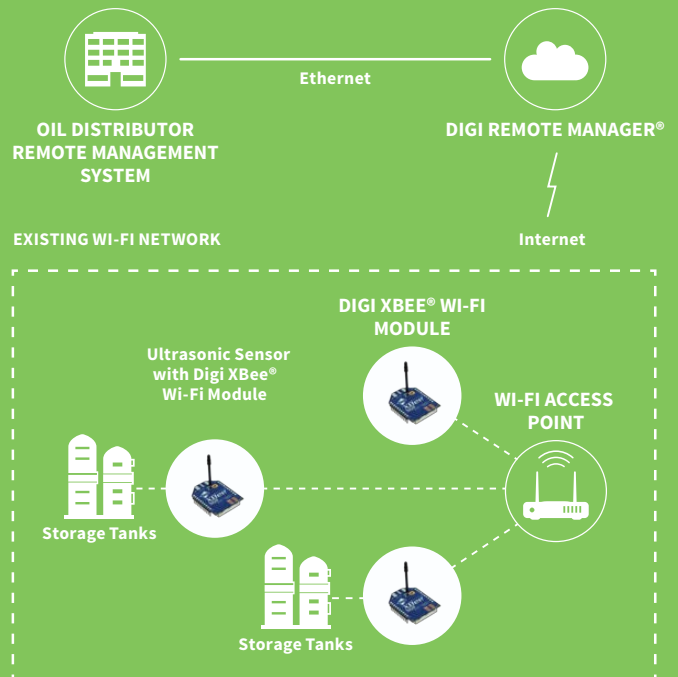 Ethernet
OIL DISTRIBUTOR
REMOTE MANAGEMENT
SYSTEM
DIGI REMOTE MANAGER®
EXISTING WI-FI NETWORK
Internet
DIGI XBEE® WI-FI
MODULE
Ultrasonic Sensor
with Digi XBee®
Wi-Fi Module
WI-FI ACCESS
POINT
Storage Tanks
Storage Tanks